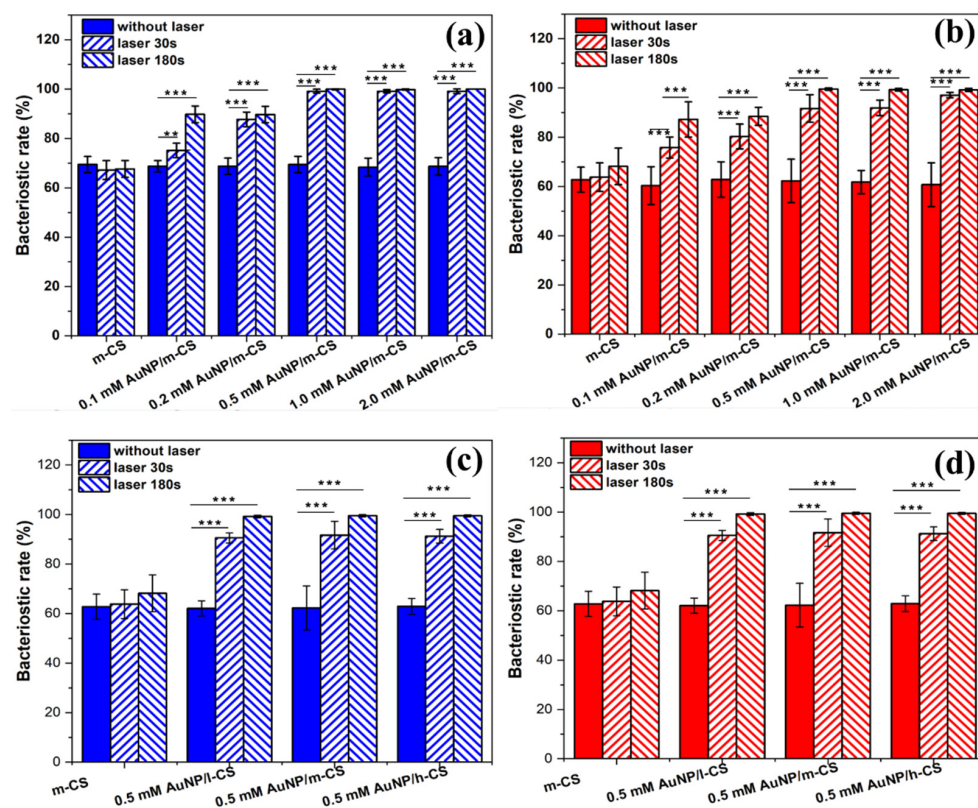 (a)
without laser
laser 30s
laser 180s
Bacteriostic rate (%)
120
100
80
60
40
20
0
*** *** *** *** ***
** *** *** *** ***
m-CS
0.1 mM AuNP/m-CS
0.2 mM AuNP/m-CS
0.5 mM AuNP/m-CS
1.0 mM AuNP/m-CS
2.0 mM AuNP/m-CS
(b)
without laser
laser 30s
laser 180s
Bacteriostic rate (%)
120
100
80
60
40
20
0
*** *** *** *** ***
*** *** *** *** ***
m-CS
0.1 mM AuNP/m-CS
0.2 mM AuNP/m-CS
0.5 mM AuNP/m-CS
1.0 mM AuNP/m-CS
2.0 mM AuNP/m-CS
(c)
without laser
laser 30s
laser 180s
Bacteriostic rate (%)
120
100
80
60
40
20
0
*** *** ***
*** *** ***
m-CS
0.5 mM AuNP/l-CS
0.5 mM AuNP/m-CS
0.5 mM AuNP/h-CS
(d)
without laser
laser 30s
laser 180s
Bacteriostic rate (%)
120
100
80
60
40
20
0
*** *** ***
*** *** ***
m-CS
0.5 mM AuNP/l-CS
0.5 mM AuNP/m-CS
0.5 mM AuNP/h-CS